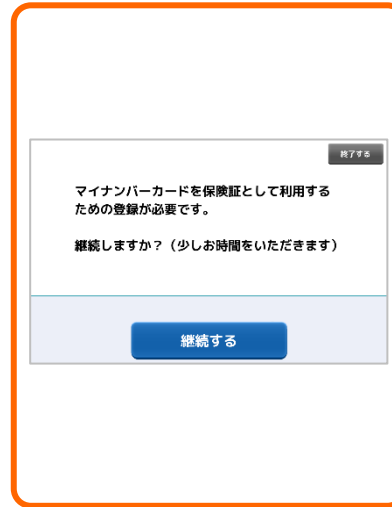 終了する
マイナンバーカードを保険証として利用する
ための登録が必要です。
継続しますか？（少しお時間をいただきます）
継続する